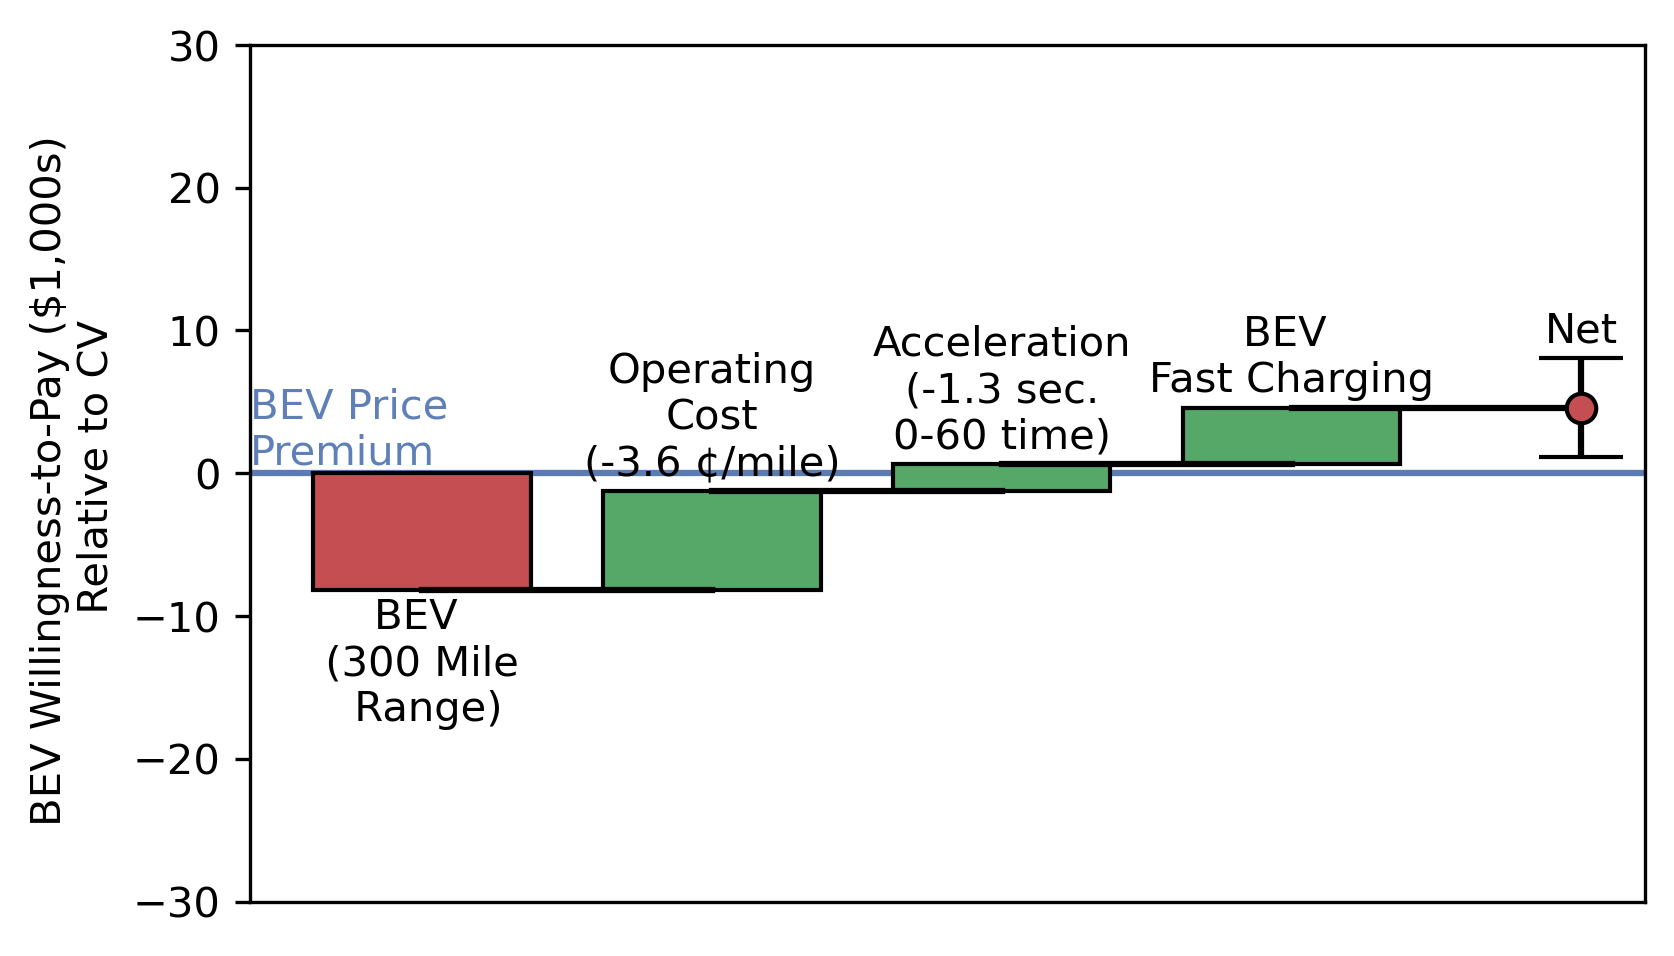 BEV Willingness-to-Pay ($1,000s)
Relative to CV
30
20
10
0
−10
−20
−30
BEV Price
Premium
BEV
(300 Mile
Range)
Operating
Cost
(-3.6 ¢/mile)
Acceleration
(-1.3 sec.
0-60 time)
BEV
Fast Charging
Net